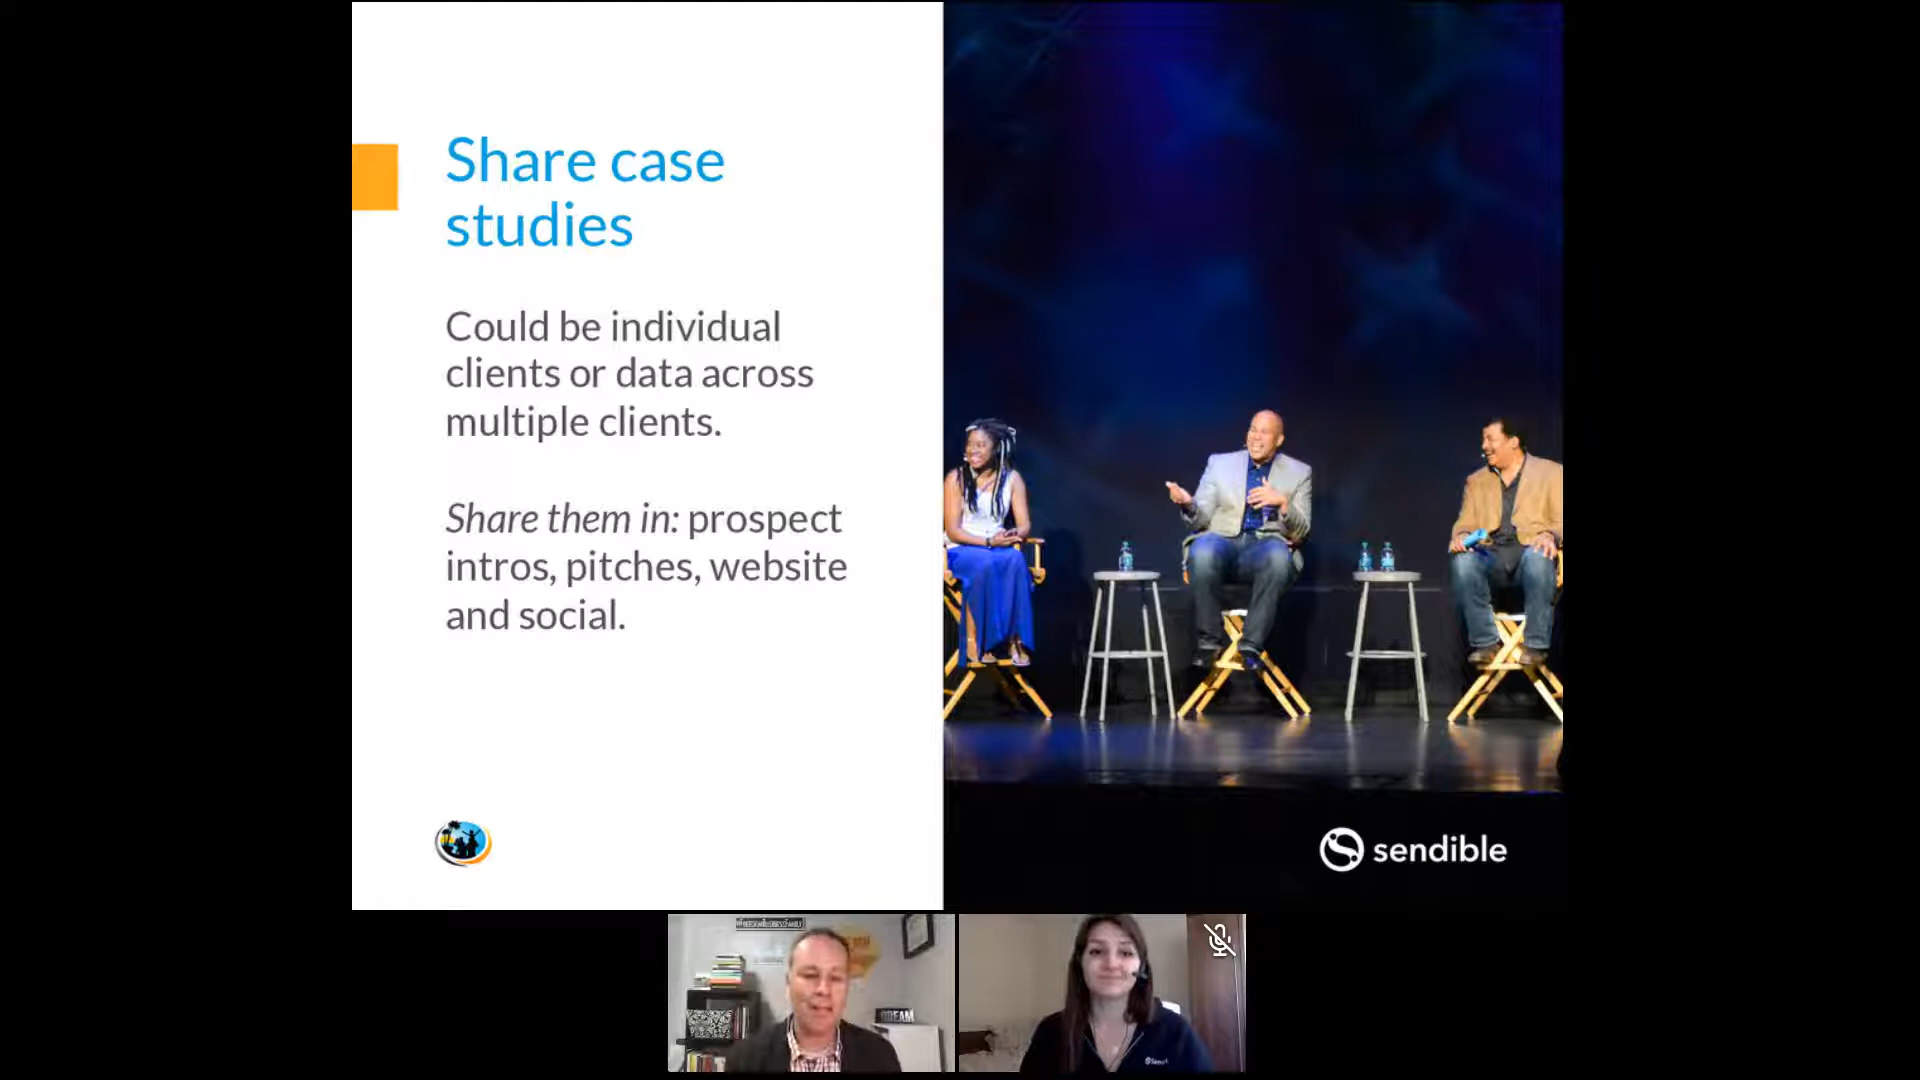 Share case
studies
Could be individual
clients or data across
multiple clients.
Share them in: prospect
intros, pitches, website
and social.
sendible
DREAM